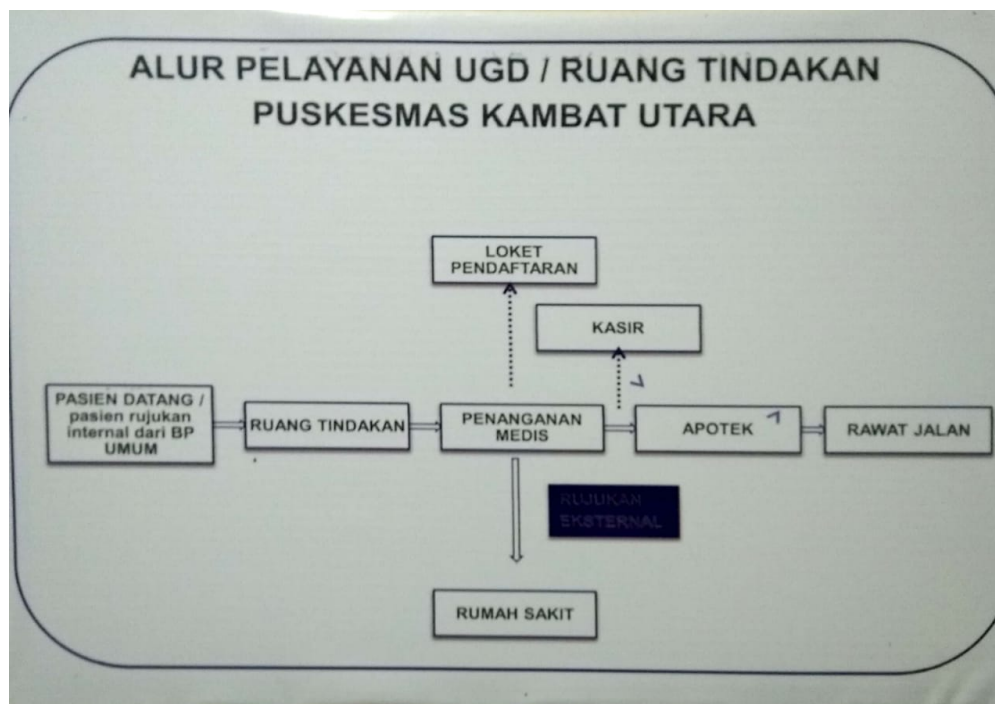 ALUR PELAYANAN UGD / RUANG TINDAKAN
PUSKESMAS KAMBAT UTARA
LOKET
PENDAFTARAN
KASIR
PASIEN DATANG /
pasien rujukan
internal dari BP
UMUM
RUANG TINDAKAN
PENANGANAN
MEDIS
APOTEK
RAWAT JALAN
RUJUKAN
EKSTERNAL
RUMAH SAKIT